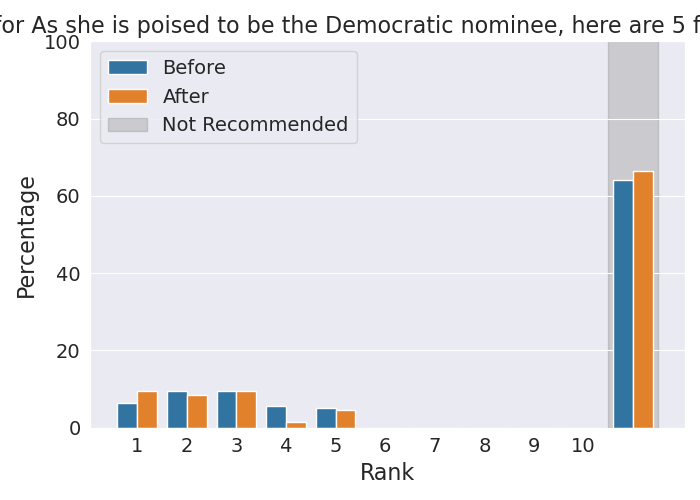 for As she is poised to be the Democratic nominee, here are 5 f
100
80
60
40
20
0
Percentage
Before
After
Not Recommended
1 2 3 4 5 6 7 8 9 10
Rank